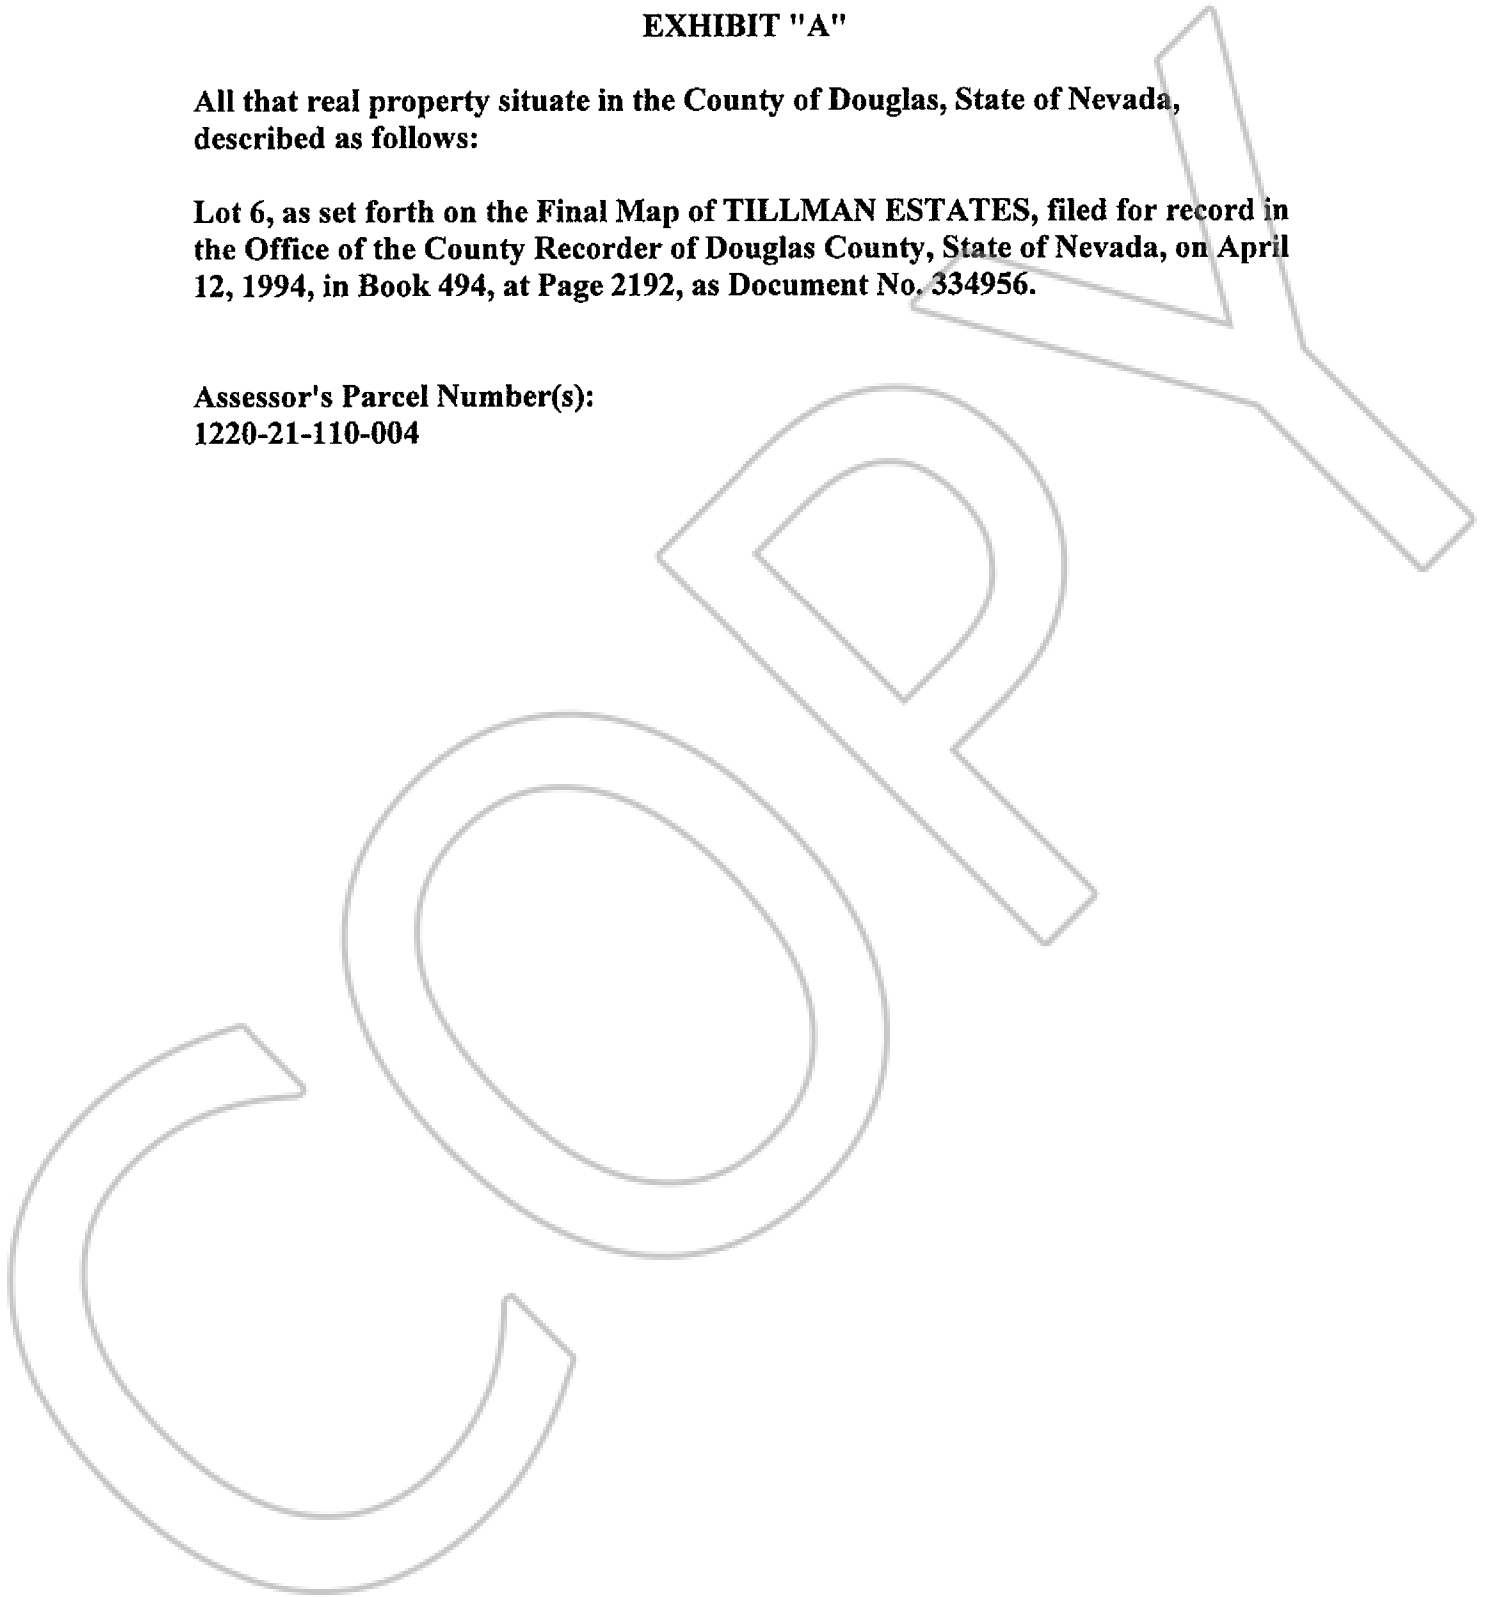 EXHIBIT "A"
All that real property situate in the County of Douglas, State of Nevada,
described as follows:
Lot 6, as set forth on the Final Map of TILLMAN ESTATES, filed for record in
the Office of the County Recorder of Douglas County, State of Nevada, on April
12, 1994, in Book 494, at Page 2192, as Document No. 334956.
Assessor's Parcel Number(s):
1220-21-110-004
COPY